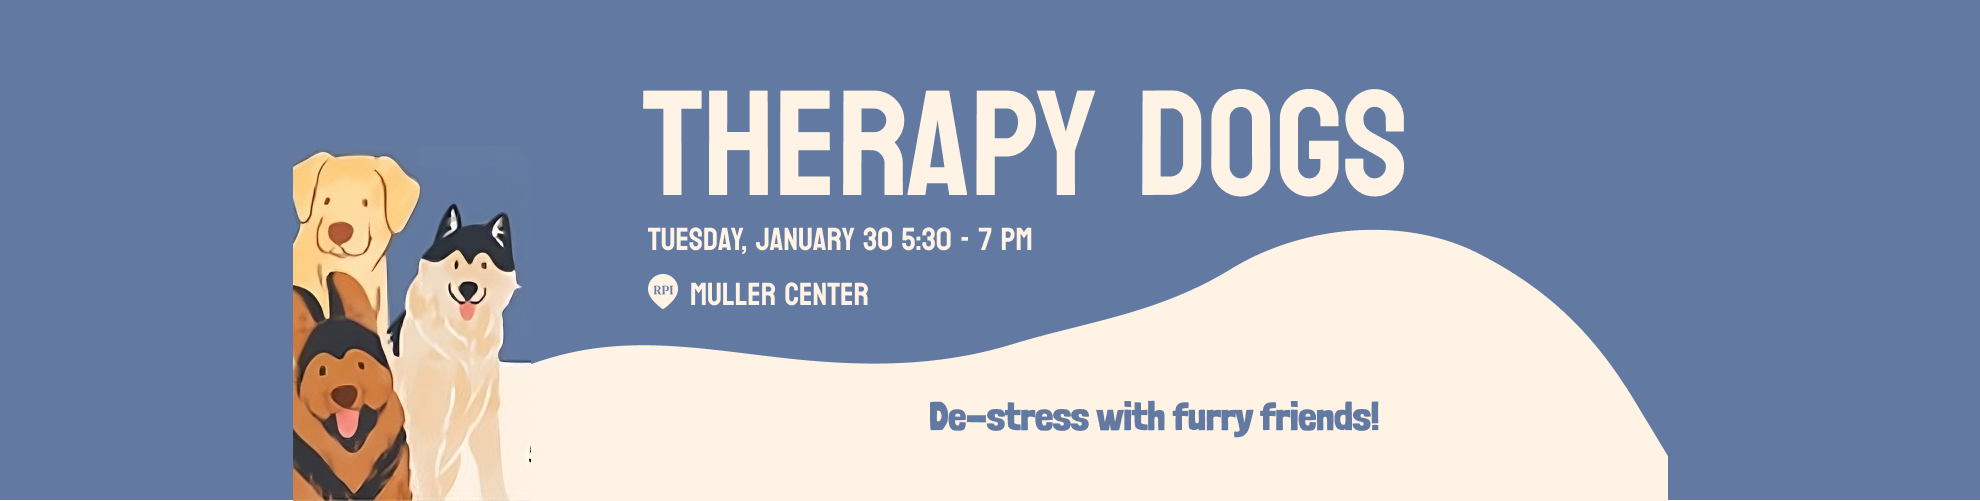 THERAPY DOGS
TUESDAY, JANUARY 30 5:30 - 7 PM
RPI MULLER CENTER
De-stress with furry friends!